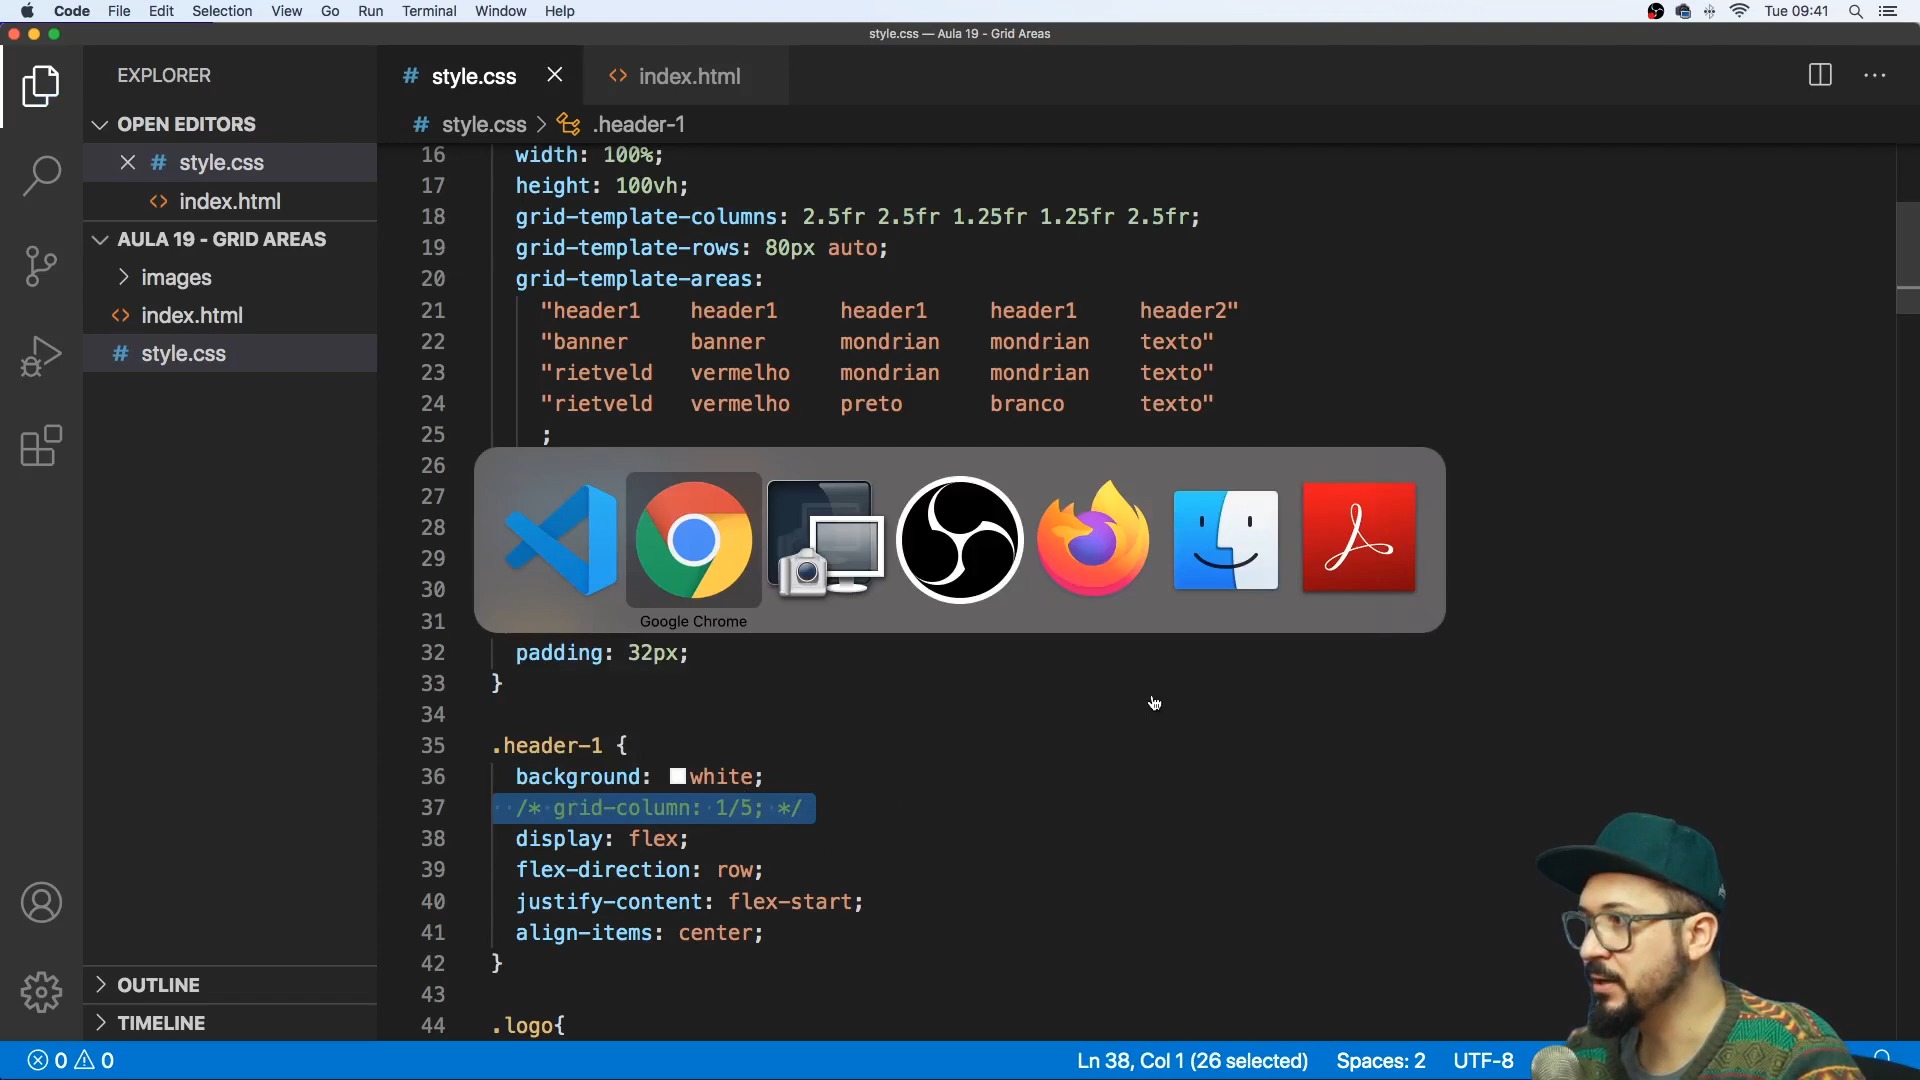 Code File Edit Selection View Go Run Terminal Window Help Tue 09:41
style.css — Aula 19 - Grid Areas
EXPLORER
# style.css
index.html
OPEN EDITORS
# style.css > .header-1
# style.css
index.html
AULA 19 - GRID AREAS
images
index.html
# style.css
16 width: 100%;
17 height: 100vh;
18 grid-template-columns: 2.5fr 2.5fr 1.25fr 1.25fr 2.5fr;
19 grid-template-rows: 80px auto;
20 grid-template-areas:
21 "header1 header1 header1 header1 header2"
22 "banner banner mondrian mondrian texto"
23 "rietveld vermelho mondrian mondrian texto"
24 "rietveld vermelho preto branco texto"
25 ;
26
27
28
29
30
31
Google Chrome
32 padding: 32px;
33 }
34
35 .header-1 {
36 background: white;
37 /* grid-column: 1/5; */
38 display: flex;
39 flex-direction: row;
40 justify-content: flex-start;
41 align-items: center;
42 }
43
44 .logo{
OUTLINE
TIMELINE
0 0 Ln 38, Col 1 (26 selected) Spaces: 2 UTF-8